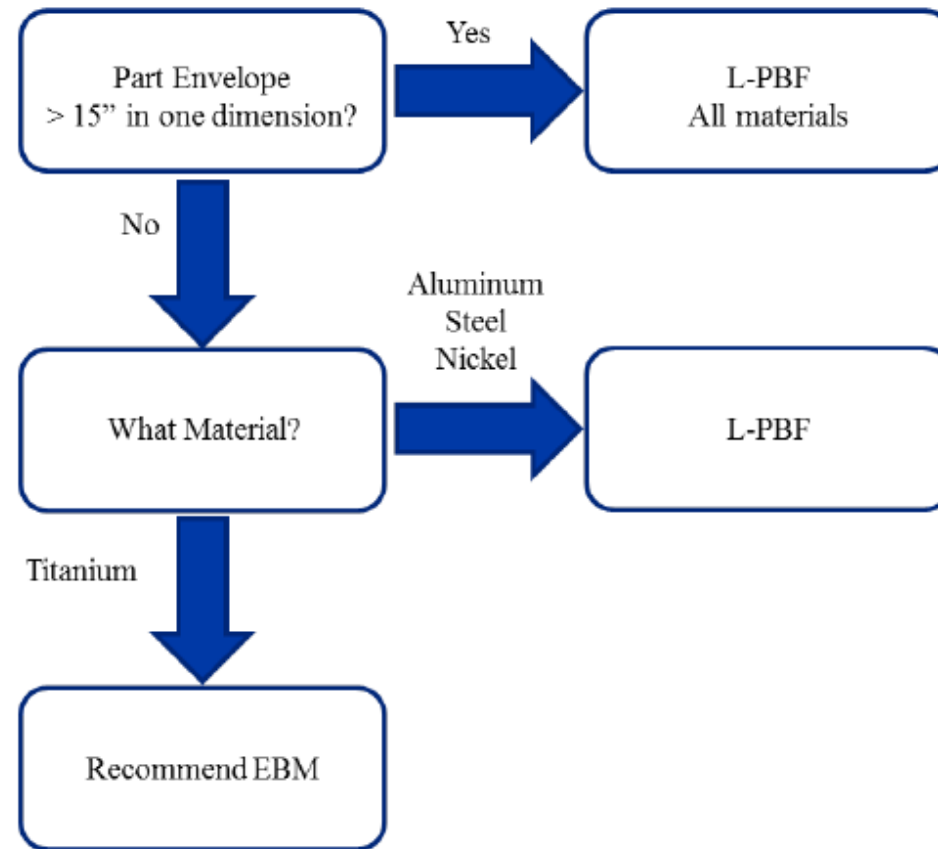 Part Envelope
> 15” in one dimension?
Yes
L-PBF
All materials
No
Aluminum
Steel
Nickel
What Material?
L-PBF
Titanium
Recommend EBM